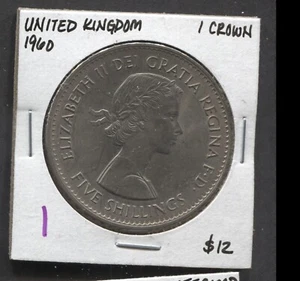 UNITED KINGDOM 1 CROWN
1960
ELIZABETH II DEI GRATIA REGINA F.D.
FIVE SHILLINGS
1
$12